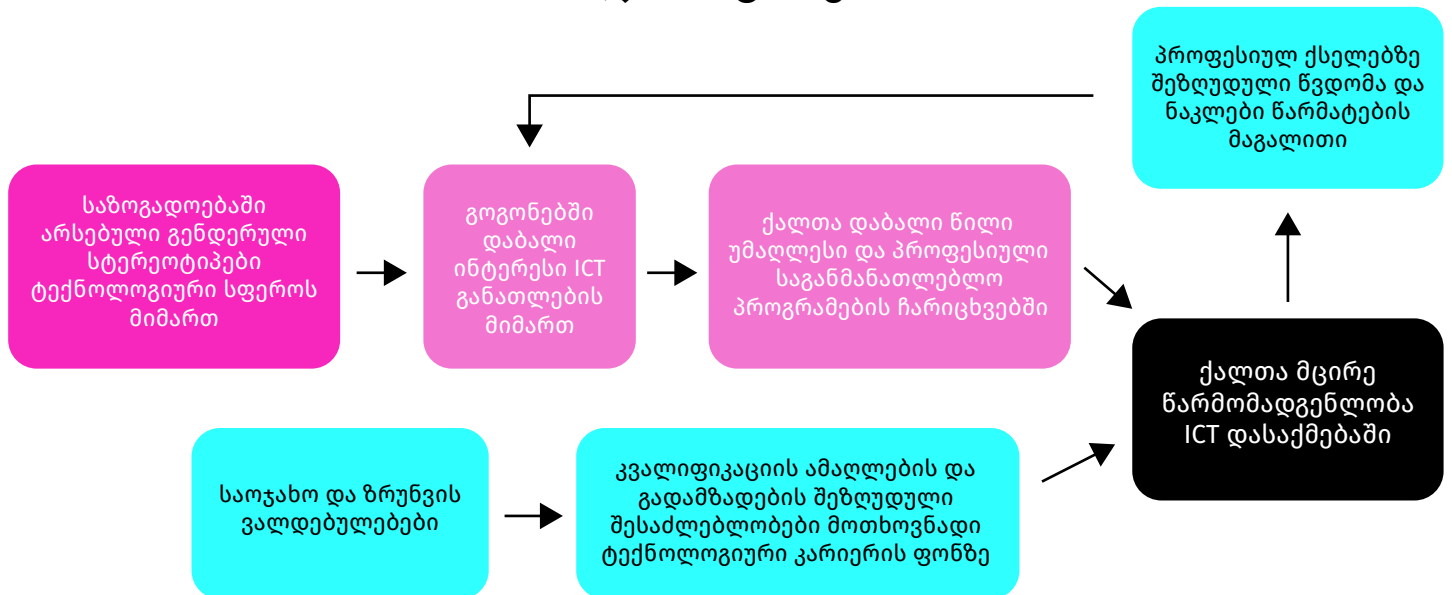 პროფესიულ ქსელებზე
შეზღუდული წვდომა და
ნაკლები წარმატების
მაგალითი
საზოგადოებაში
არსებული გენდერული
სტერეოტიპები
ტექნოლოგიური სფეროს
მიმართ
გოგონებში
დაბალი
ინტერესი ICT
განათლების
მიმართ
ქალთა დაბალი წილი
უმაღლესი და პროფესიული
საგანმანათლებლო
პროგრამების ჩარიცხვებში
ქალთა მცირე
წარმომადგენლობა
ICT დასაქმებაში
საოჯახო და ზრუნვის
ვალდებულებები
კვალიფიკაციის ამაღლების და
გადამზადების შეზღუდული
შესაძლებლობები მოთხოვნადი
ტექნოლოგიური კარიერის ფონზე